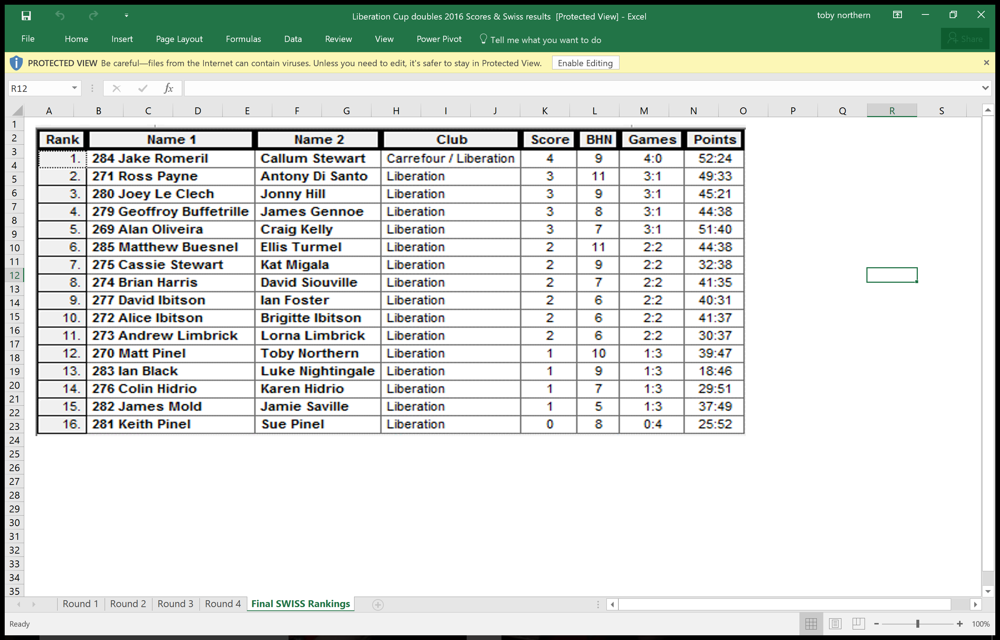 Liberation Cup doubles 2016 Scores & Swiss results [Protected View] - Excel
toby northern
File Home Insert Page Layout Formulas Data Review View Power Pivot Tell me what you want to do Share
PROTECTED VIEW Be careful—files from the Internet can contain viruses. Unless you need to edit, it's safer to stay in Protected View. Enable Editing
R12 fx
A B C D E F G H I J K L M N O P Q R S
1
2
3
4
5
6
7
8
9
10
11
12
13
14
15
16
17
18
19
20
21
22
23
24
25
26
27
28
29
30
31
32
33
34
35
Rank Name 1 Name 2 Club Score BHN Games Points
1. 284 Jake Romeril Callum Stewart Carrefour / Liberation 4 9 4:0 52:24
2. 271 Ross Payne Antony Di Santo Liberation 3 11 3:1 49:33
3. 280 Joey Le Clech Jonny Hill Liberation 3 9 3:1 45:21
4. 279 Geoffroy Buffetrille James Gennoe Liberation 3 8 3:1 44:38
5. 269 Alan Oliveira Craig Kelly Liberation 3 7 3:1 51:40
6. 285 Matthew Buesnel Ellis Turmel Liberation 2 11 2:2 44:38
7. 275 Cassie Stewart Kat Migala Liberation 2 9 2:2 32:38
8. 274 Brian Harris David Siouville Liberation 2 7 2:2 41:35
9. 277 David Ibitson Ian Foster Liberation 2 6 2:2 40:31
10. 272 Alice Ibitson Brigitte Ibitson Liberation 2 6 2:2 41:37
11. 273 Andrew Limbrick Lorna Limbrick Liberation 2 6 2:2 30:37
12. 270 Matt Pinel Toby Northern Liberation 1 10 1:3 39:47
13. 283 Ian Black Luke Nightingale Liberation 1 9 1:3 18:46
14. 276 Colin Hidrio Karen Hidrio Liberation 1 7 1:3 29:51
15. 282 James Mold Jamie Saville Liberation 1 5 1:3 37:49
16. 281 Keith Pinel Sue Pinel Liberation 0 8 0:4 25:52
Round 1 Round 2 Round 3 Round 4 Final SWISS Rankings
Ready 100%